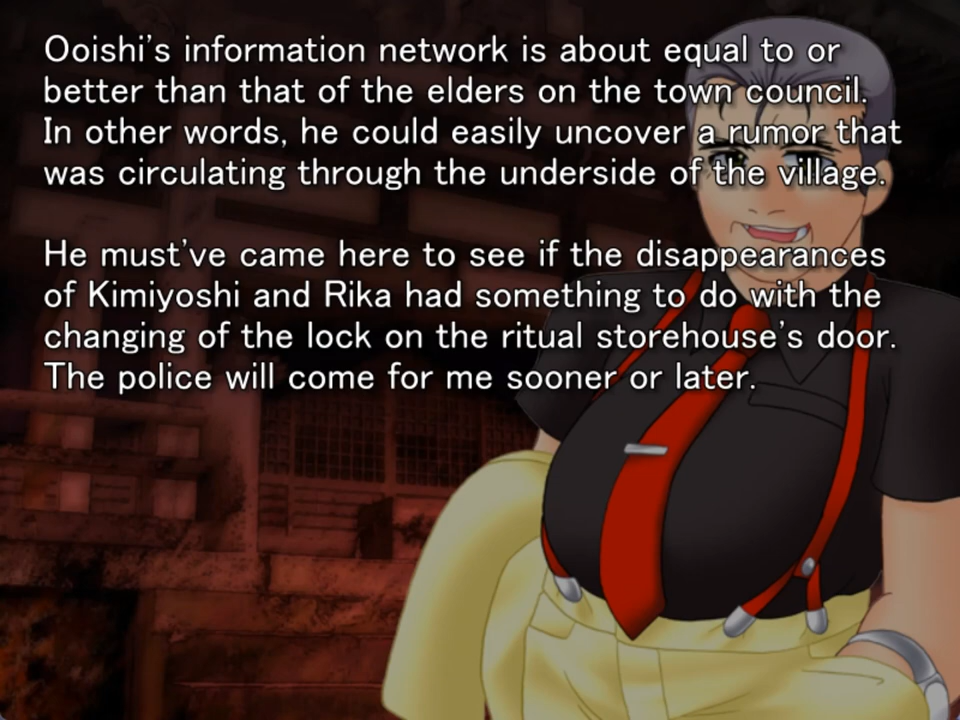 Ooishi's information network is about equal to or
better than that of the elders on the town council.
In other words, he could easily uncover a rumor that
was circulating through the underside of the village.
He must've came here to see if the disappearances
of Kimiyoshi and Rika had something to do with the
changing of the lock on the ritual storehouse's door.
The police will come for me sooner or later.